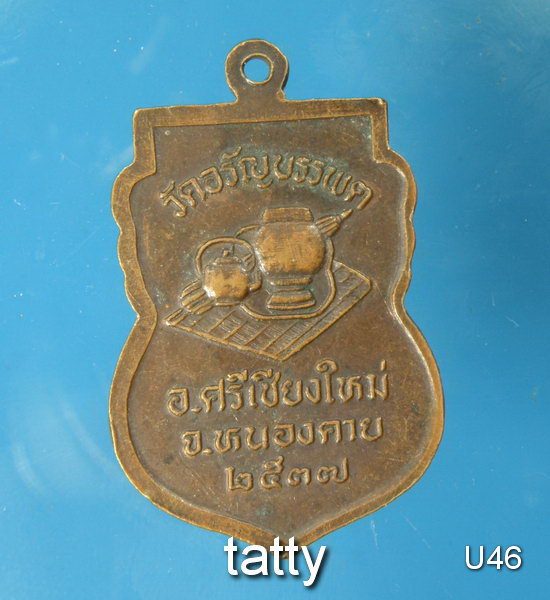 วัดอรัญบรรพต
อ.ศรีเชียงใหม่
จ.หนองคาย
๒๕๓๗
tatty
U46